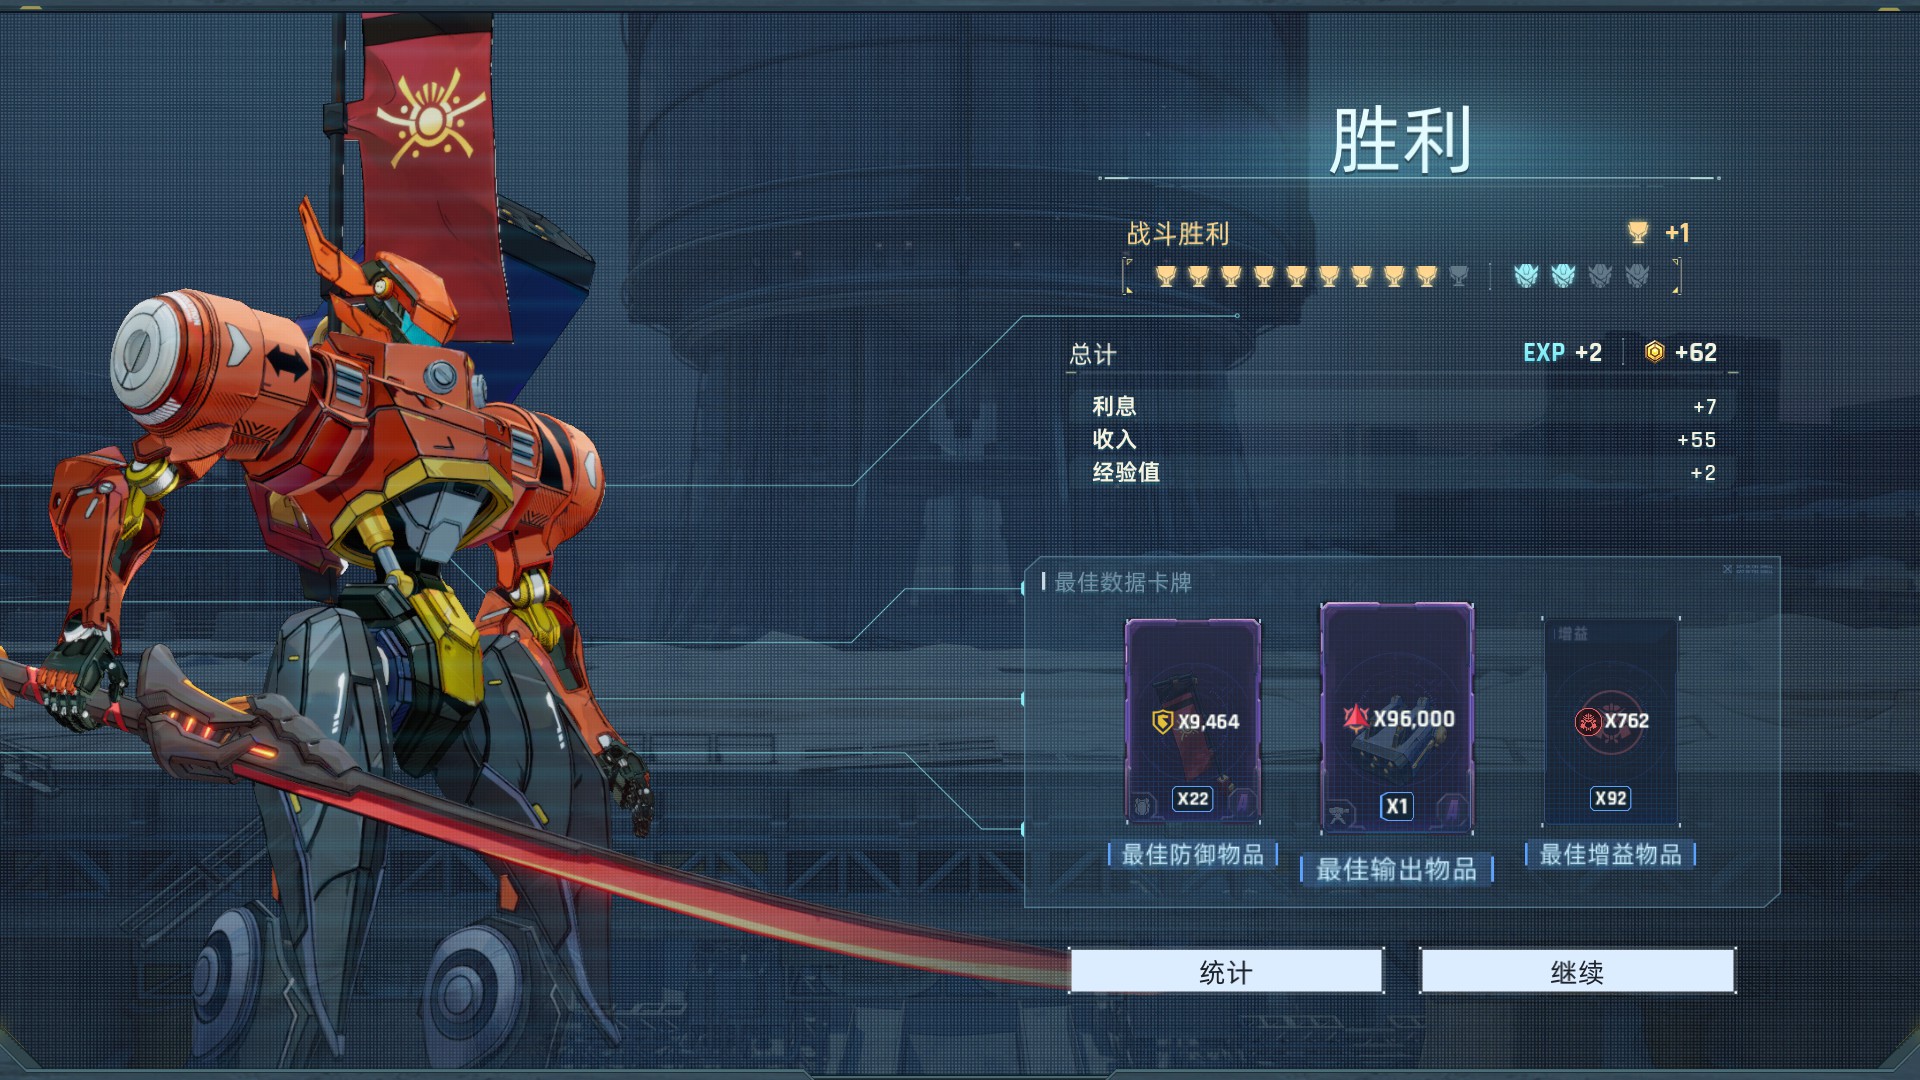 胜利
战斗胜利 +1
总计 EXP +2 +62
利息 +7
收入 +55
经验值 +2
最佳数据卡牌
增益
X9,464
X96,000
X762
X22
X1
X92
最佳防御物品
最佳输出物品
最佳增益物品
统计
继续